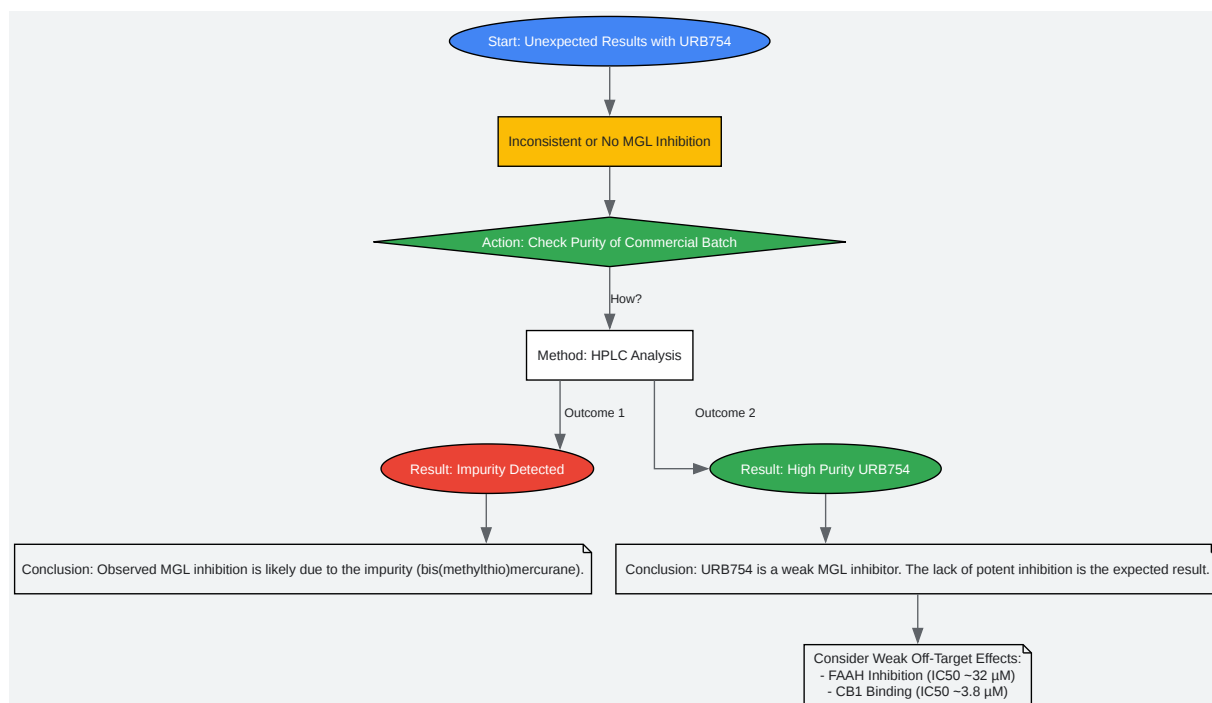 Start: Unexpected Results with URB754
Inconsistent or No MGL Inhibition
Action: Check Purity of Commercial Batch
How?
Method: HPLC Analysis
Outcome 1
Outcome 2
Result: Impurity Detected
Result: High Purity URB754
Conclusion: Observed MGL inhibition is likely due to the impurity (bis(methylthio)mercurane).
Conclusion: URB754 is a weak MGL inhibitor. The lack of potent inhibition is the expected result.
Consider Weak Off-Target Effects:
- FAAH Inhibition (IC50 ~32 µM)
- CB1 Binding (IC50 ~3.8 µM)